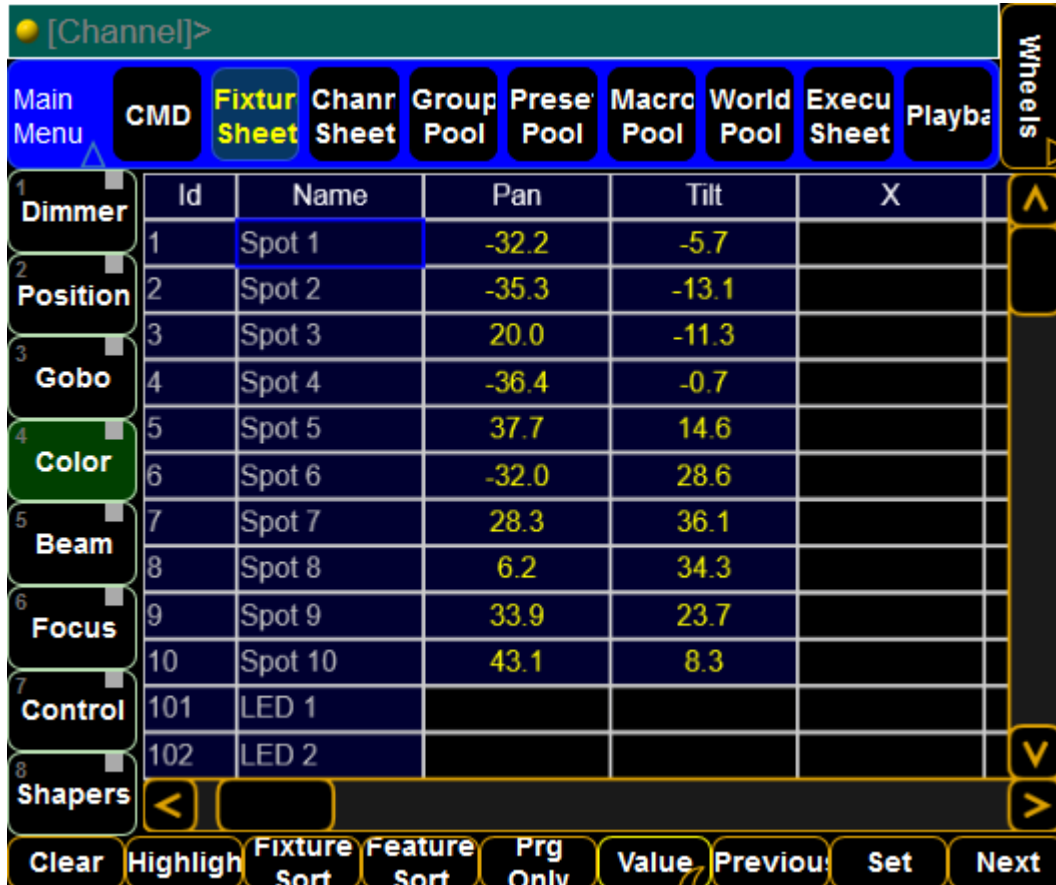 [Channel]>
Wheels
Main
Menu
CMD
Fixtur
Sheet
Chanr
Sheet
Group
Pool
Prese
Pool
Macro
Pool
World
Pool
Execu
Sheet
Playba
1
Dimmer
2
Position
3
Gobo
4
Color
5
Beam
6
Focus
7
Control
8
Shapers
Id Name Pan Tilt X
1 Spot 1 -32.2 -5.7
2 Spot 2 -35.3 -13.1
3 Spot 3 20.0 -11.3
4 Spot 4 -36.4 -0.7
5 Spot 5 37.7 14.6
6 Spot 6 -32.0 28.6
7 Spot 7 28.3 36.1
8 Spot 8 6.2 34.3
9 Spot 9 33.9 23.7
10 Spot 10 43.1 8.3
101 LED 1
102 LED 2
Clear
Highligh
Fixture
Sort
Feature
Sort
Prg
Only
Value
Previou
Set
Next